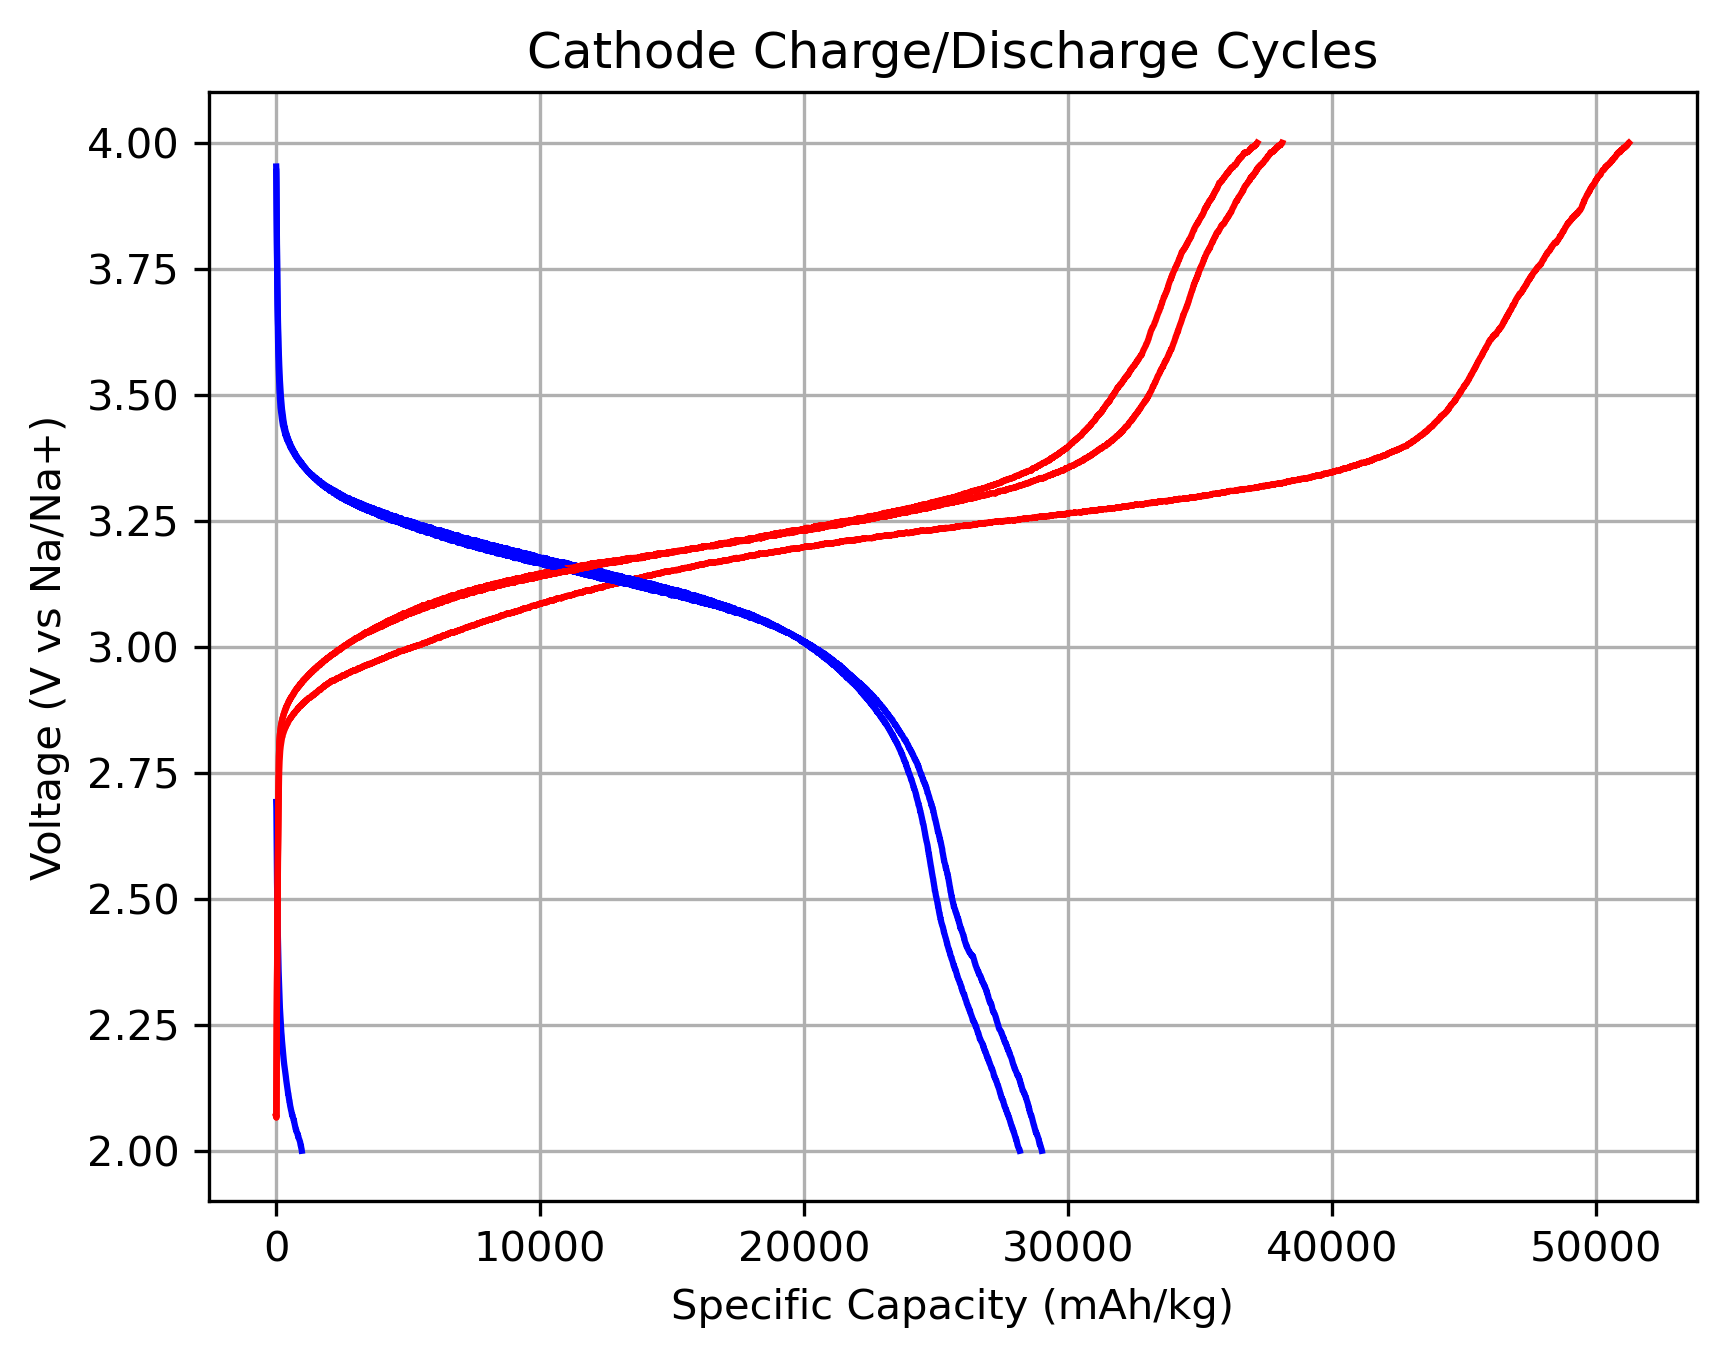 Cathode Charge/Discharge Cycles
Voltage (V vs Na/Na+)
4.00
3.75
3.50
3.25
3.00
2.75
2.50
2.25
2.00
0 10000 20000 30000 40000 50000
Specific Capacity (mAh/kg)